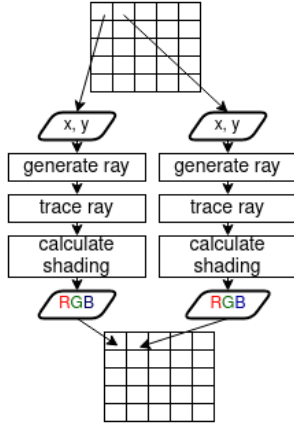 x, y
generate ray
trace ray
calculate
shading
RGB
x, y
generate ray
trace ray
calculate
shading
RGB